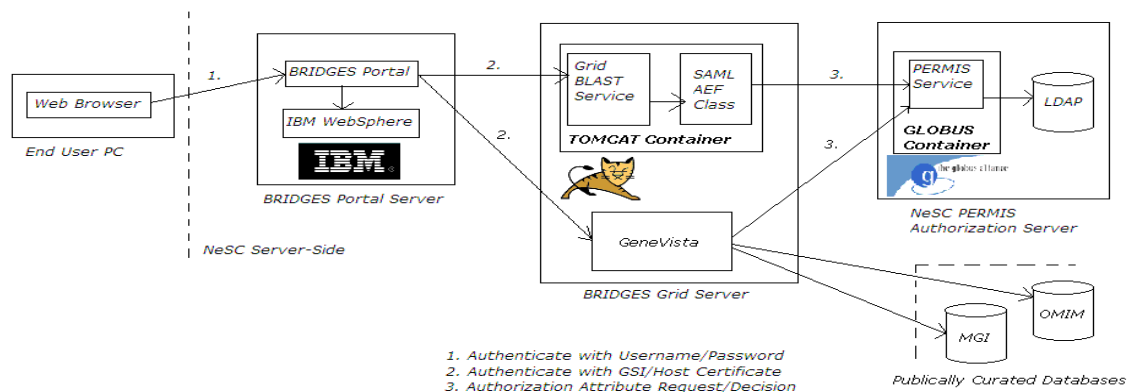 1.
Web Browser
End User PC
BRIDGES Portal
IBM WebSphere
IBM
BRIDGES Portal Server
NeSC Server-Side
2.
2.
Grid
BLAST
Service
SAML
AEF
Class
TOMCAT Container
GeneVista
BRIDGES Grid Server
3.
3.
PERMIS
Service
LDAP
GLOBUS
Container
g
the globus alliance
NeSC PERMIS
Authorization Server
MGI
OMIM
Publically Curated Databases
1. Authenticate with Username/Password
2. Authenticate with GSI/Host Certificate
3. Authorization Attribute Request/Decision